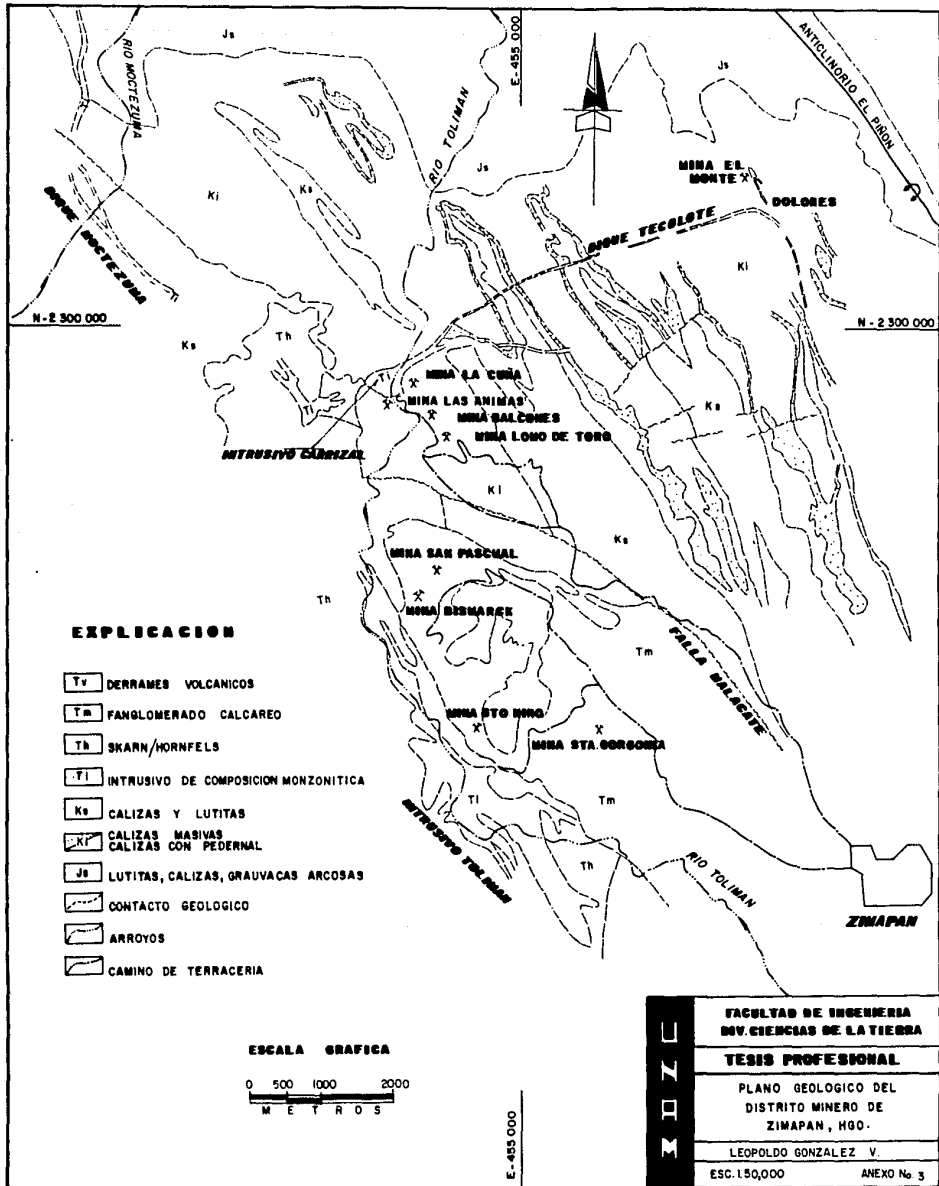 Js
E-455 000
RIO MOCTEZUMA
RIO TOLIMAN
ANTICLINORIO EL PIÑON
Js
Js
MINA EL
MONTE
DOLORES
Ki
Ks
DIQUE TECOLOTE
DIQUE MOCTEZUMA
Ki
N-2 300 000
N-2 300 000
Ks
Th
Ti
MINA LA CUÑA
MINA LAS ANIMAS
MINA BALCONES
MINA LOMO DE TORO
Ks
Ti
INTRUSIVO CARRIZAL
Ki
Ks
MINA SAN PASCUAL
Th
MINA BISMARCK
FALLA MALACATE
Tm
EXPLICACION
Tv DERRAMES VOLCANICOS
Tm FANGLOMERADO CALCAREO
Th SKARN/HORNFELS
Ti INTRUSIVO DE COMPOSICION MONZONITICA
Ks CALIZAS Y LUTITAS
Ki CALIZAS MASIVAS
CALIZAS CON PEDERNAL
Js LUTITAS, CALIZAS, GRAUVACAS ARCOSAS
CONTACTO GEOLOGICO
ARROYOS
CAMINO DE TERRACERIA
MINA STO NINO
MINA STA. GORGONIA
Ti
Tm
INTRUSIVO TOLIMAN
Th
RIO TOLIMAN
ZIMAPAN
ESCALA GRAFICA
0 500 1000 2000
METROS
E-455 000
UNAM
FACULTAD DE INGENIERIA
DIV. CIENCIAS DE LA TIERRA
TESIS PROFESIONAL
PLANO GEOLOGICO DEL
DISTRITO MINERO DE
ZIMAPAN, HGO.
LEOPOLDO GONZALEZ V.
ESC. 1:50,000 ANEXO No. 3